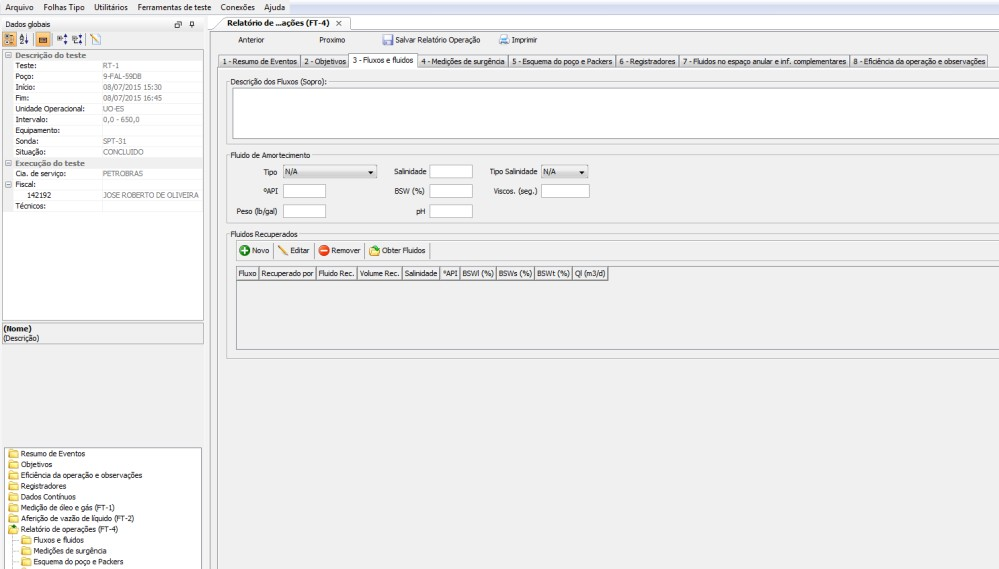 Arquivo Folhas Tipo Utilitários Ferramentas de teste Conexões Ajuda
Dados globais
Descrição do teste
Teste: RT-1
Poço: 9-FAL-59DB
Início: 08/07/2015 15:30
Fim: 08/07/2015 16:45
Unidade Operacional: UO-ES
Intervalo: 0,0 - 650,0
Equipamento:
Sonda: SPT-31
Situação: CONCLUIDO
Execução do teste
Cia. de serviço: PETROBRAS
Fiscal:
142192 JOSE ROBERTO DE OLIVEIRA
Técnicos:
(Nome)
(Descrição)
Resumo de Eventos
Objetivos
Eficiência da operação e observações
Registradores
Dados Contínuos
Medição de óleo e gás (FT-1)
Aferição de vazão de líquido (FT-2)
Relatório de operações (FT-4)
Fluxos e fluidos
Medições de surgência
Esquema do poço e Packers
Relatório de ...ações (FT-4) ×
Anterior Proximo Salvar Relatório Operação Imprimir
1 - Resumo de Eventos 2 - Objetivos 3 - Fluxos e fluidos 4 - Medições de surgência 5 - Esquema do poço e Packers 6 - Registradores 7 - Fluidos no espaço anular e inf. complementares 8 - Eficiência da operação e observações
Descrição dos Fluxos (Sopro):
Fluido de Amortecimento
Tipo N/A Salinidade Tipo Salinidade N/A
ºAPI BSW (%) Viscos. (seg.)
Peso (lb/gal) pH
Fluidos Recuperados
Novo Editar Remover Obter Fluidos
Fluxo Recuperado por Fluido Rec. Volume Rec. Salinidade °API BSWl (%) BSWs (%) BSWt (%) Ql (m3/d)